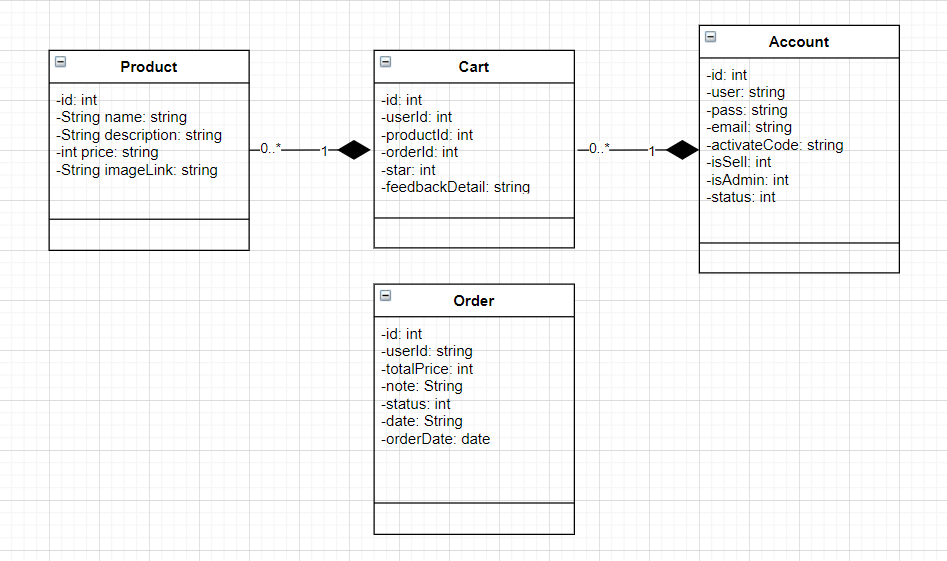 Product
-id: int
-String name: string
-String description: string
-int price: string
-String imageLink: string
0..*
1
Cart
-id: int
-userId: int
-productId: int
-orderId: int
-star: int
-feedbackDetail: string
0..*
1
Account
-id: int
-user: string
-pass: string
-email: string
-activateCode: string
-isSell: int
-isAdmin: int
-status: int
Order
-id: int
-userId: string
-totalPrice: int
-note: String
-status: int
-date: String
-orderDate: date